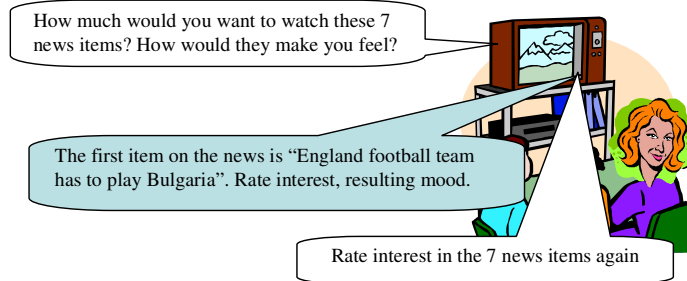 How much would you want to watch these 7
news items? How would they make you feel?
The first item on the news is “England football team
has to play Bulgaria”. Rate interest, resulting mood.
Rate interest in the 7 news items again